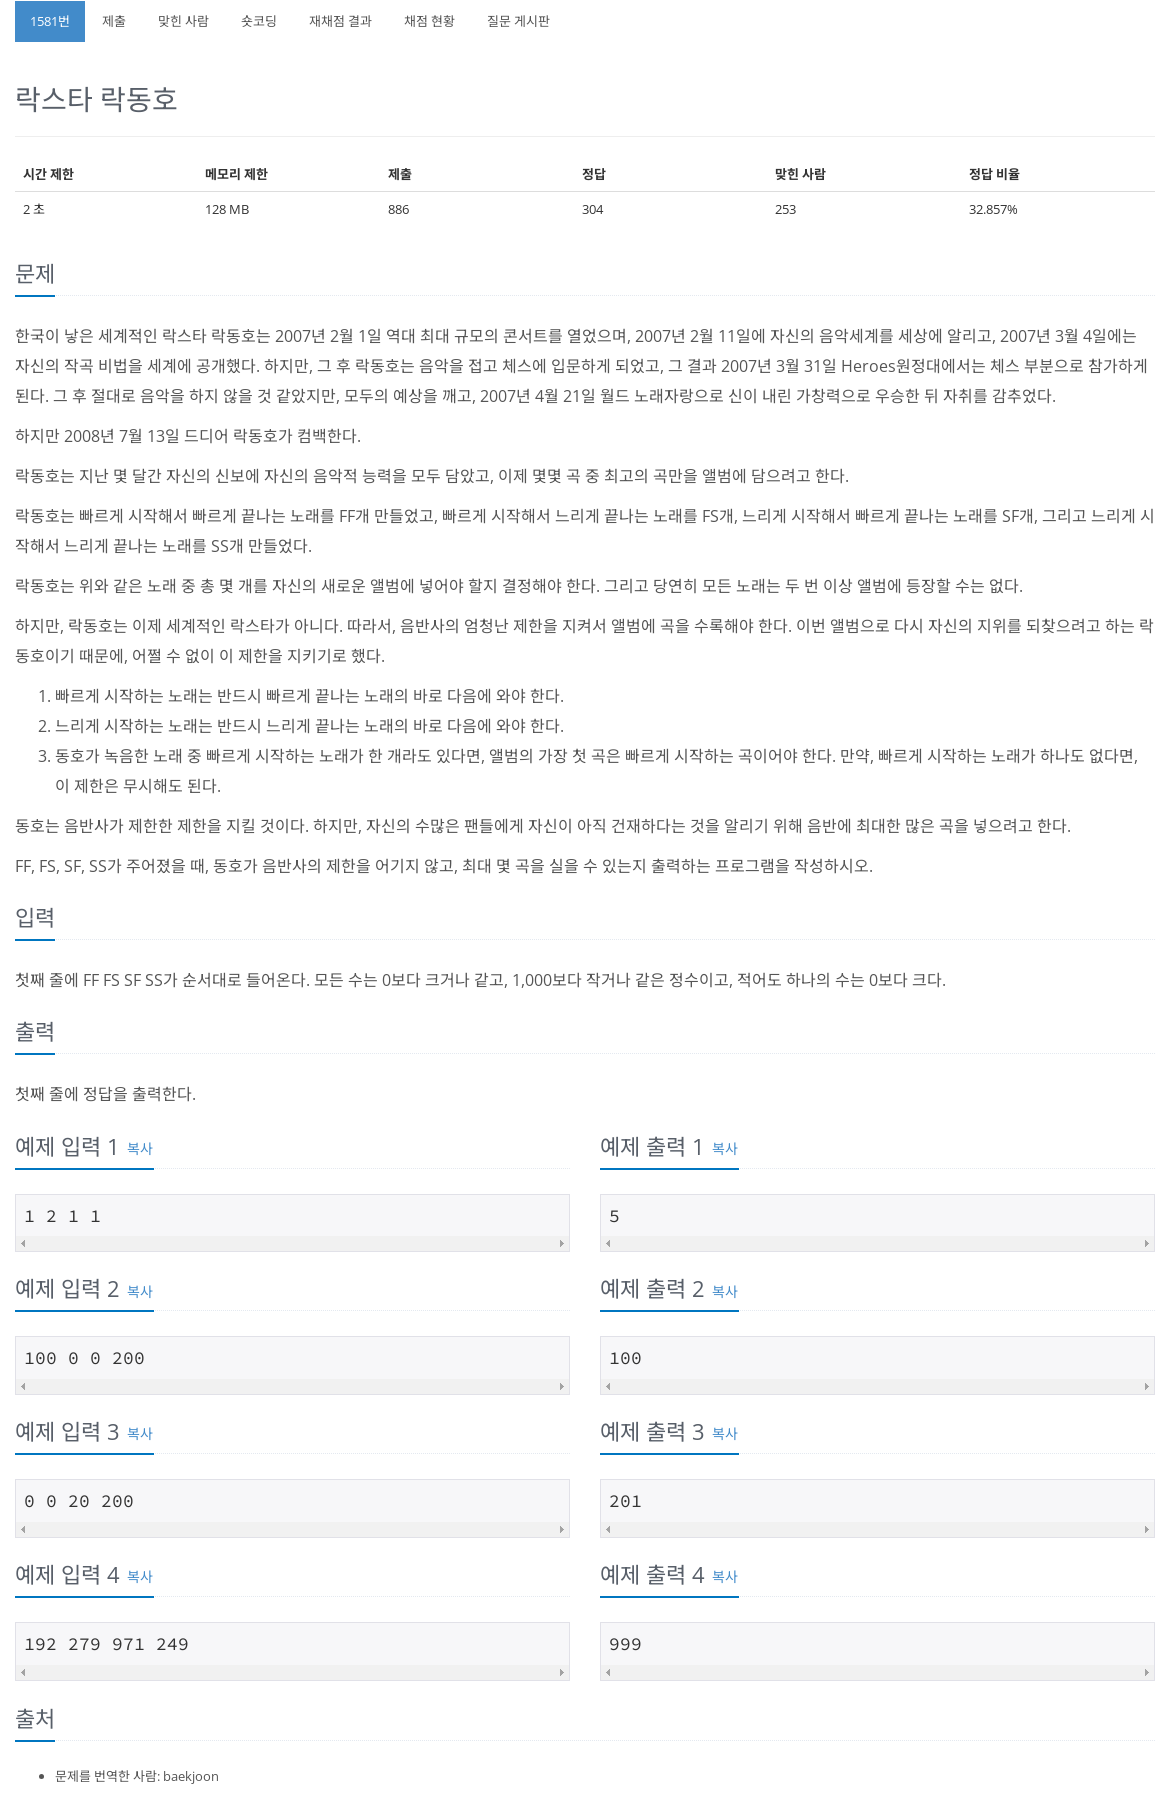 1581번 제출 맞힌 사람 숏코딩 재채점 결과 채점 현황 질문 게시판
락스타 락동호
시간 제한 메모리 제한 제출 정답 맞힌 사람 정답 비율
2 초 128 MB 886 304 253 32.857%
문제
한국이 낳은 세계적인 락스타 락동호는 2007년 2월 1일 역대 최대 규모의 콘서트를 열었으며, 2007년 2월 11일에 자신의 음악세계를 세상에 알리고, 2007년 3월 4일에는
자신의 작곡 비법을 세계에 공개했다. 하지만, 그 후 락동호는 음악을 접고 체스에 입문하게 되었고, 그 결과 2007년 3월 31일 Heroes원정대에서는 체스 부분으로 참가하게
된다. 그 후 절대로 음악을 하지 않을 것 같았지만, 모두의 예상을 깨고, 2007년 4월 21일 월드 노래자랑으로 신이 내린 가창력으로 우승한 뒤 자취를 감추었다.
하지만 2008년 7월 13일 드디어 락동호가 컴백한다.
락동호는 지난 몇 달간 자신의 신보에 자신의 음악적 능력을 모두 담았고, 이제 몇몇 곡 중 최고의 곡만을 앨범에 담으려고 한다.
락동호는 빠르게 시작해서 빠르게 끝나는 노래를 FF개 만들었고, 빠르게 시작해서 느리게 끝나는 노래를 FS개, 느리게 시작해서 빠르게 끝나는 노래를 SF개, 그리고 느리게 시
작해서 느리게 끝나는 노래를 SS개 만들었다.
락동호는 위와 같은 노래 중 총 몇 개를 자신의 새로운 앨범에 넣어야 할지 결정해야 한다. 그리고 당연히 모든 노래는 두 번 이상 앨범에 등장할 수는 없다.
하지만, 락동호는 이제 세계적인 락스타가 아니다. 따라서, 음반사의 엄청난 제한을 지켜서 앨범에 곡을 수록해야 한다. 이번 앨범으로 다시 자신의 지위를 되찾으려고 하는 락
동호이기 때문에, 어쩔 수 없이 이 제한을 지키기로 했다.
1. 빠르게 시작하는 노래는 반드시 빠르게 끝나는 노래의 바로 다음에 와야 한다.
2. 느리게 시작하는 노래는 반드시 느리게 끝나는 노래의 바로 다음에 와야 한다.
3. 동호가 녹음한 노래 중 빠르게 시작하는 노래가 한 개라도 있다면, 앨범의 가장 첫 곡은 빠르게 시작하는 곡이어야 한다. 만약, 빠르게 시작하는 노래가 하나도 없다면,
이 제한은 무시해도 된다.
동호는 음반사가 제한한 제한을 지킬 것이다. 하지만, 자신의 수많은 팬들에게 자신이 아직 건재하다는 것을 알리기 위해 음반에 최대한 많은 곡을 넣으려고 한다.
FF, FS, SF, SS가 주어졌을 때, 동호가 음반사의 제한을 어기지 않고, 최대 몇 곡을 실을 수 있는지 출력하는 프로그램을 작성하시오.
입력
첫째 줄에 FF FS SF SS가 순서대로 들어온다. 모든 수는 0보다 크거나 같고, 1,000보다 작거나 같은 정수이고, 적어도 하나의 수는 0보다 크다.
출력
첫째 줄에 정답을 출력한다.
예제 입력 1 복사
1 2 1 1
예제 출력 1 복사
5
예제 입력 2 복사
100 0 0 200
예제 출력 2 복사
100
예제 입력 3 복사
0 0 20 200
예제 출력 3 복사
201
예제 입력 4 복사
192 279 971 249
예제 출력 4 복사
999
출처
• 문제를 번역한 사람: baekjoon